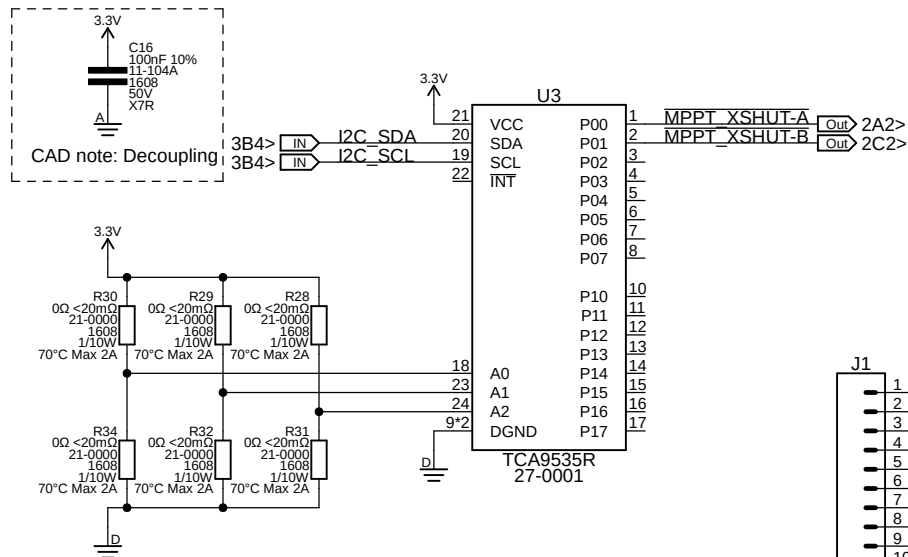 3.3V
C16
100nF 10%
11-104A
1608
50V
X7R
A
CAD note: Decoupling
3.3V
U3
21 VCC P00 1 MPPT_XSHUT-A Out 2A2>
3B4> IN I2C_SDA 20 SDA P01 2 MPPT_XSHUT-B Out 2C2>
3B4> IN I2C_SCL 19 SCL P02 3
22 INT P03 4
P04 5
P05 6
P06 7
P07 8
P10 10
P11 11
P12 12
P13 13
18 A0 P14 14
23 A1 P15 15
24 A2 P16 16
9*2 DGND P17 17
D
TCA9535R
27-0001
3.3V
R30
0Ω <20mΩ
21-0000
1608
1/10W
70°C Max 2A
R29
0Ω <20mΩ
21-0000
1608
1/10W
70°C Max 2A
R28
0Ω <20mΩ
21-0000
1608
1/10W
70°C Max 2A
R34
0Ω <20mΩ
21-0000
1608
1/10W
70°C Max 2A
R32
0Ω <20mΩ
21-0000
1608
1/10W
70°C Max 2A
R31
0Ω <20mΩ
21-0000
1608
1/10W
70°C Max 2A
D
J1
1
2
3
4
5
6
7
8
9
10